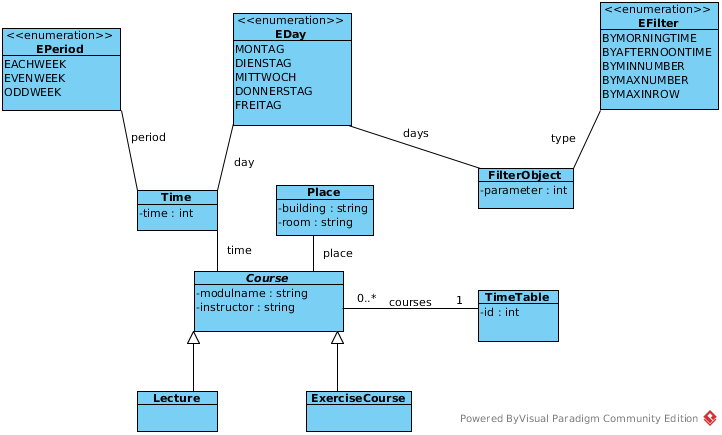 <<enumeration>>
EPeriod
EACHWEEK
EVENWEEK
ODDWEEK
<<enumeration>>
EDay
MONTAG
DIENSTAG
MITTWOCH
DONNERSTAG
FREITAG
<<enumeration>>
EFilter
BYMORNINGTIME
BYAFTERNOONTIME
BYMINNUMBER
BYMAXNUMBER
BYMAXINROW
period
day
days
type
Time
-time : int
Place
-building : string
-room : string
FilterObject
-parameter : int
time
place
Course
-modulname : string
-instructor : string
0..*
courses
1
TimeTable
-id : int
Lecture
ExerciseCourse
Powered ByVisual Paradigm Community Edition